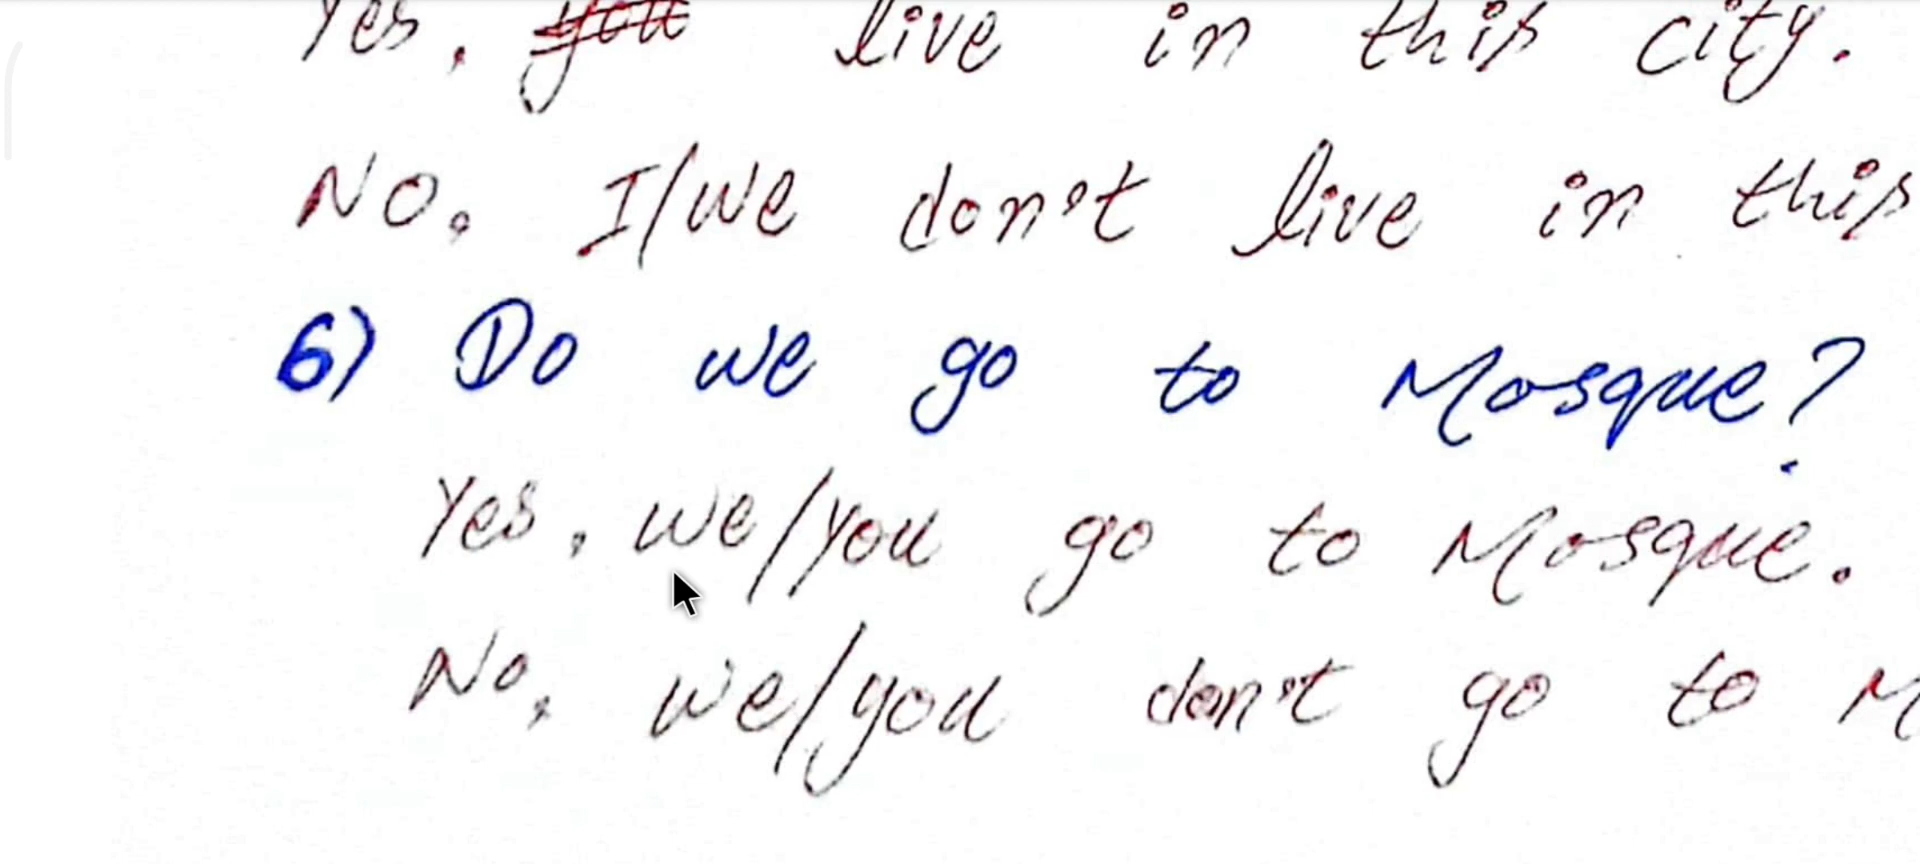 Yes, you live in this city.
No, I/we don't live in this
6) Do we go to Mosque?
Yes, we/you go to Mosque.
No, we/you don't go to M